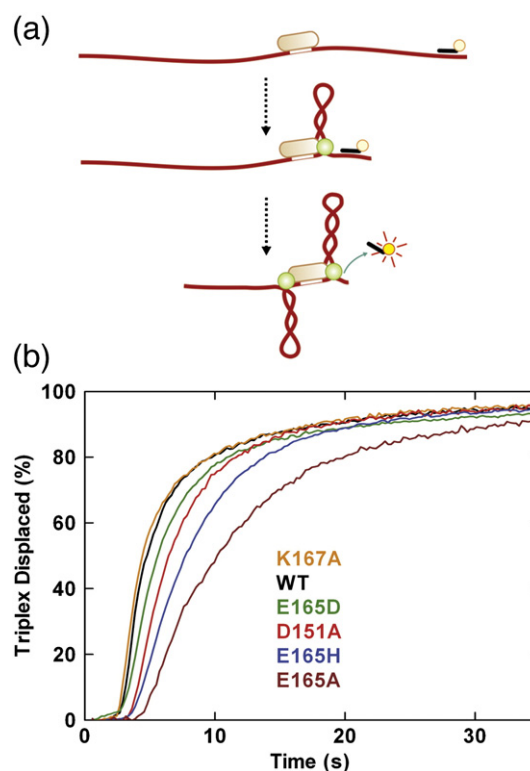 (a)
(b)
100
80
60
40
20
0
Triplex Displaced (%)
K167A
WT
E165D
D151A
E165H
E165A
0 10 20 30
Time (s)